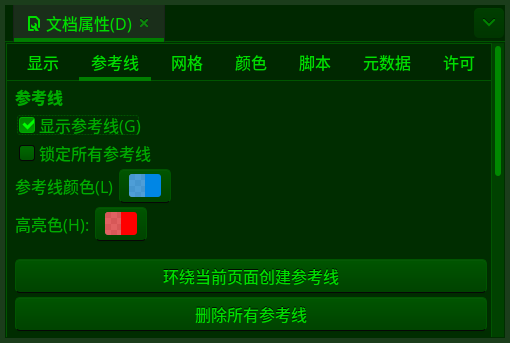 文档属性(D) ×
显示 参考线 网格 颜色 脚本 元数据 许可
参考线
显示参考线(G)
锁定所有参考线
参考线颜色(L)
高亮色(H):
环绕当前页面创建参考线
删除所有参考线